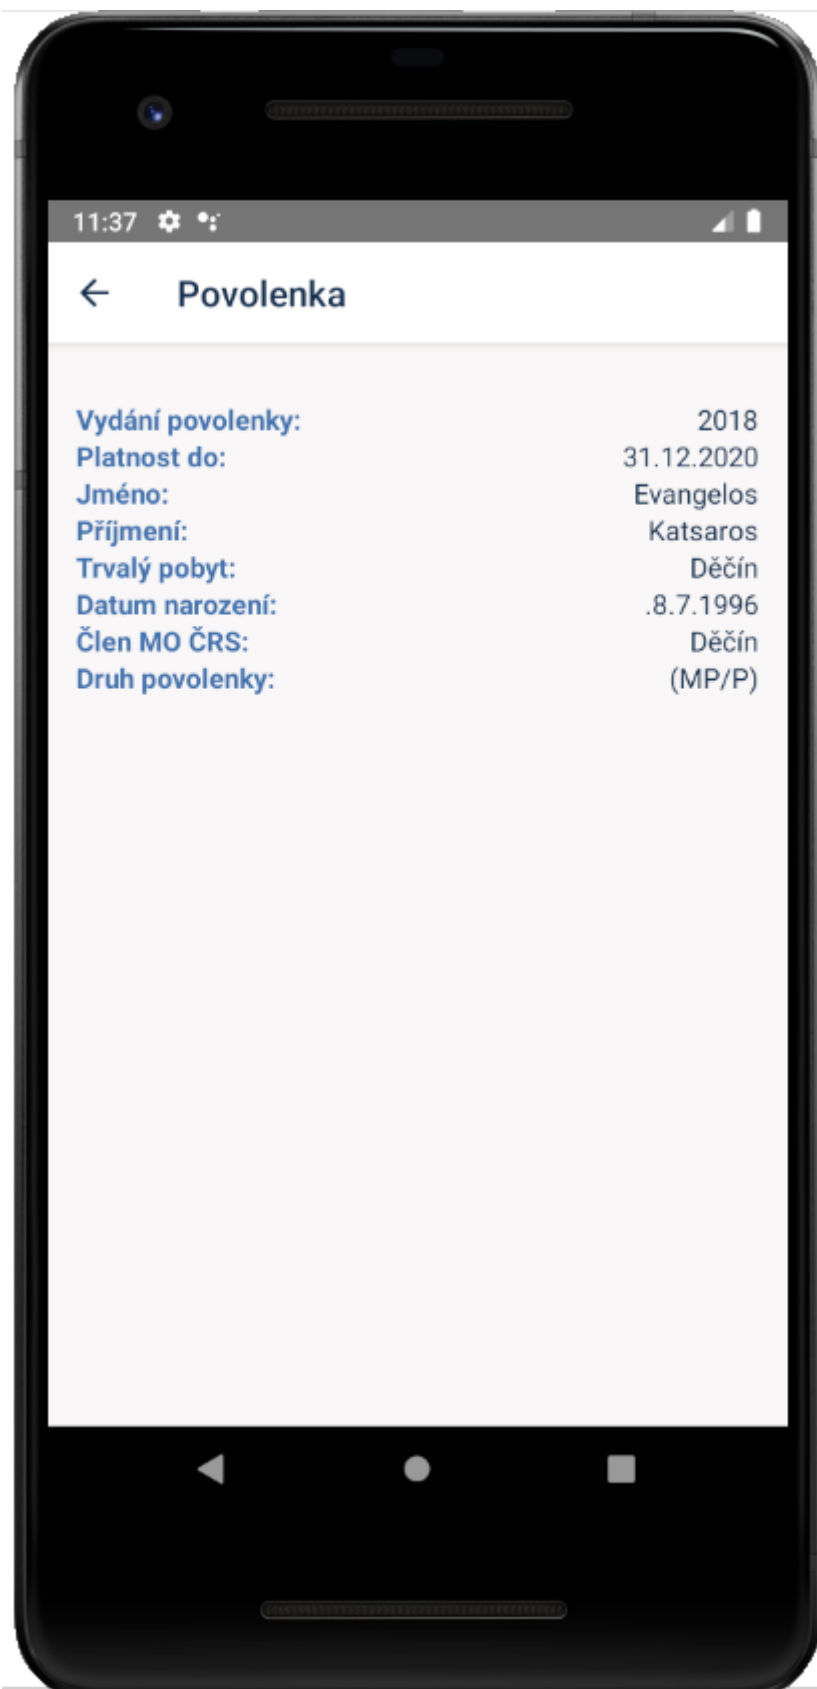 11:37
Povolenka
Vydání povolenky: 2018
Platnost do: 31.12.2020
Jméno: Evangelos
Příjmení: Katsaros
Trvalý pobyt: Děčín
Datum narození: .8.7.1996
Člen MO ČRS: Děčín
Druh povolenky: (MP/P)